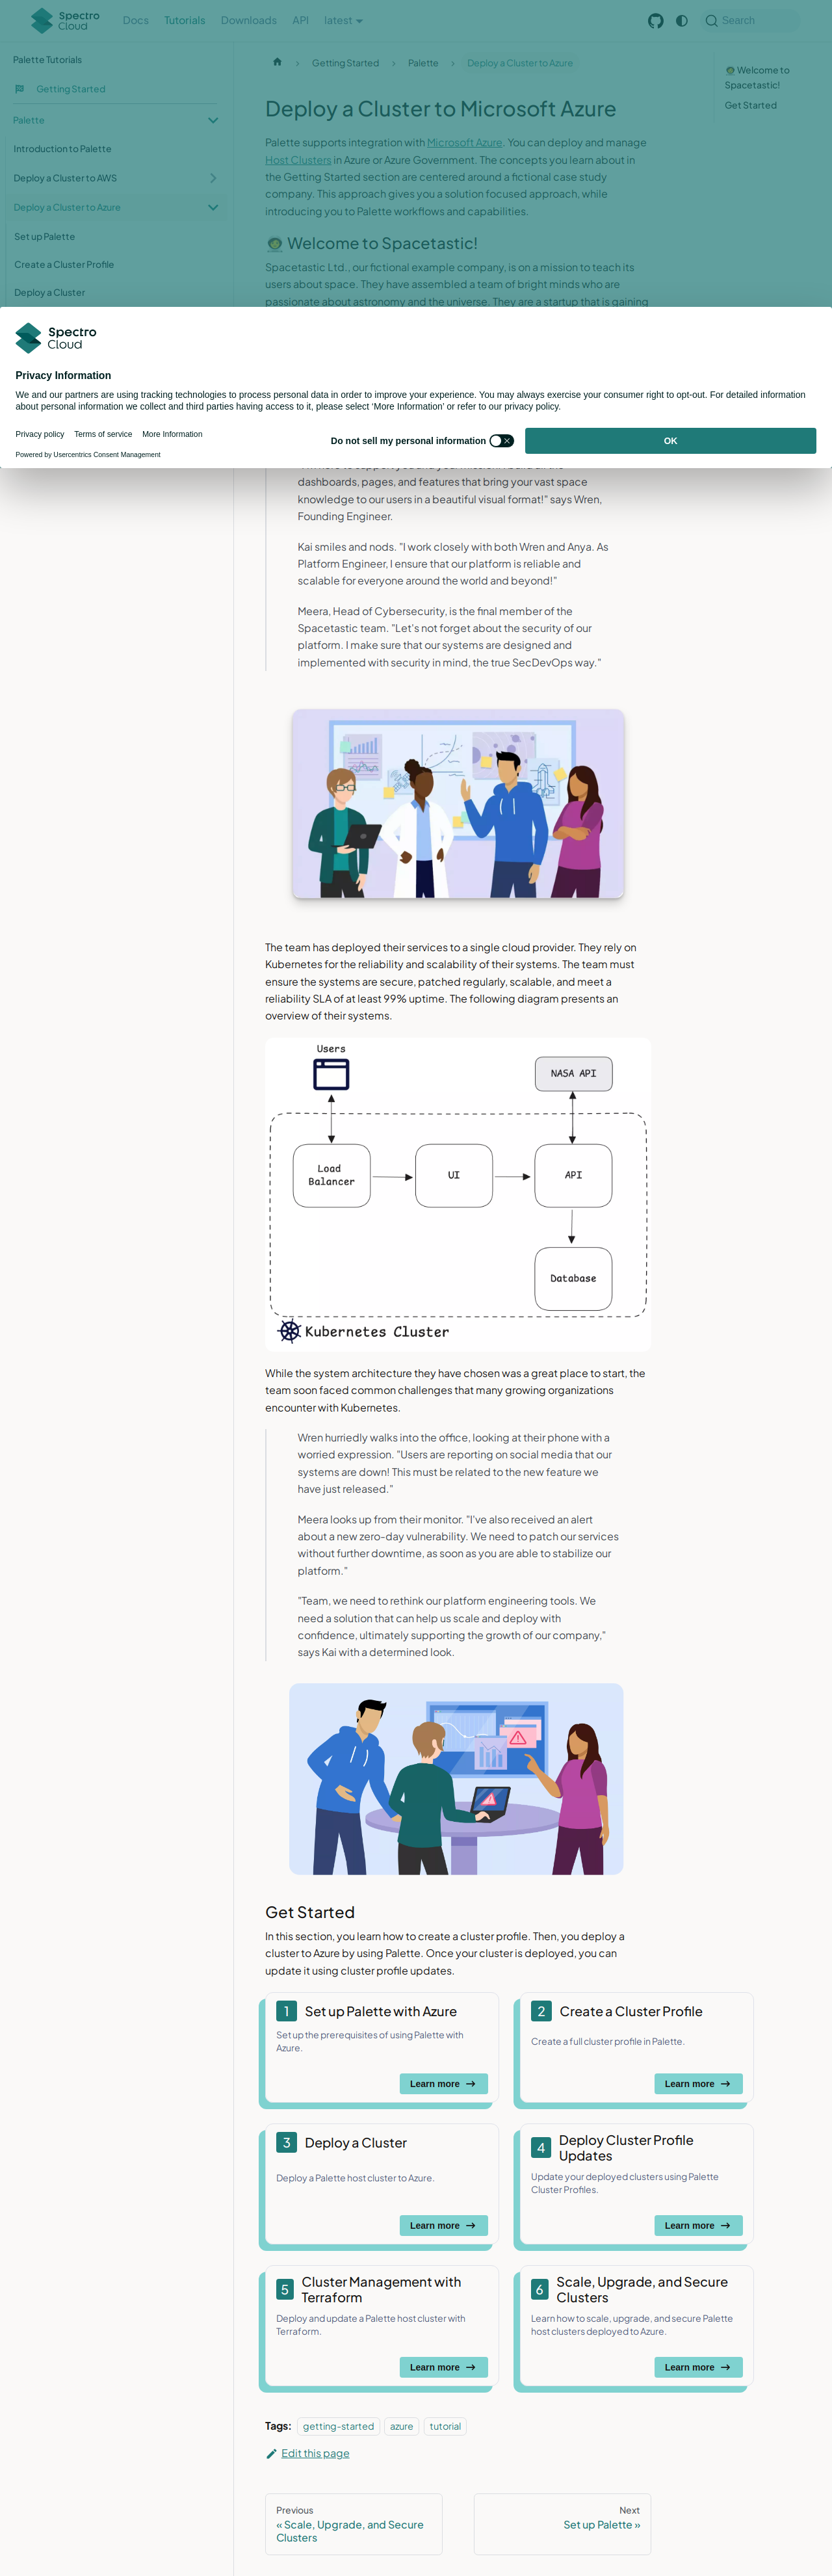 Spectro Cloud
Docs
Tutorials
Downloads
API
latest
Search
Palette Tutorials
Getting Started
Palette
Introduction to Palette
Deploy a Cluster to AWS
Deploy a Cluster to Azure
Set up Palette
Create a Cluster Profile
Deploy a Cluster
Getting Started
Palette
Deploy a Cluster to Azure
Deploy a Cluster to Microsoft Azure
Palette supports integration with Microsoft Azure. You can deploy and manage
Host Clusters in Azure or Azure Government. The concepts you learn about in
the Getting Started section are centered around a fictional case study
company. This approach gives you a solution focused approach, while
introducing you to Palette workflows and capabilities.
🧑‍🚀 Welcome to Spacetastic!
Spacetastic Ltd., our fictional example company, is on a mission to teach its
users about space. They have assembled a team of bright minds who are
passionate about astronomy and the universe. They are a startup that is gaining
🧑‍🚀 Welcome to
Spacetastic!
Get Started
Spectro
Cloud
Privacy Information
We and our partners are using tracking technologies to process personal data in order to improve your experience. You may always exercise your consumer right to opt-out. For detailed information
about personal information we collect and third parties having access to it, please select ‘More Information’ or refer to our privacy policy.
Privacy policy
Terms of service
More Information
Do not sell my personal information
OK
Powered by Usercentrics Consent Management
dashboards, pages, and features that bring your vast space
knowledge to our users in a beautiful visual format!" says Wren,
Founding Engineer.
Kai smiles and nods. "I work closely with both Wren and Anya. As
Platform Engineer, I ensure that our platform is reliable and
scalable for everyone around the world and beyond!"
Meera, Head of Cybersecurity, is the final member of the
Spacetastic team. "Let's not forget about the security of our
platform. I make sure that our systems are designed and
implemented with security in mind, the true SecDevOps way."
The team has deployed their services to a single cloud provider. They rely on
Kubernetes for the reliability and scalability of their systems. The team must
ensure the systems are secure, patched regularly, scalable, and meet a
reliability SLA of at least 99% uptime. The following diagram presents an
overview of their systems.
Users
NASA API
Load
Balancer
UI
API
Database
Kubernetes Cluster
While the system architecture they have chosen was a great place to start, the
team soon faced common challenges that many growing organizations
encounter with Kubernetes.
Wren hurriedly walks into the office, looking at their phone with a
worried expression. "Users are reporting on social media that our
systems are down! This must be related to the new feature we
have just released."
Meera looks up from their monitor. "I've also received an alert
about a new zero-day vulnerability. We need to patch our services
without further downtime, as soon as you are able to stabilize our
platform."
"Team, we need to rethink our platform engineering tools. We
need a solution that can help us scale and deploy with
confidence, ultimately supporting the growth of our company,"
says Kai with a determined look.
Get Started
In this section, you learn how to create a cluster profile. Then, you deploy a
cluster to Azure by using Palette. Once your cluster is deployed, you can
update it using cluster profile updates.
1 Set up Palette with Azure
Set up the prerequisites of using Palette with
Azure.
Learn more
2 Create a Cluster Profile
Create a full cluster profile in Palette.
Learn more
3 Deploy a Cluster
Deploy a Palette host cluster to Azure.
Learn more
4 Deploy Cluster Profile
Updates
Update your deployed clusters using Palette
Cluster Profiles.
Learn more
5 Cluster Management with
Terraform
Deploy and update a Palette host cluster with
Terraform.
Learn more
6 Scale, Upgrade, and Secure
Clusters
Learn how to scale, upgrade, and secure Palette
host clusters deployed to Azure.
Learn more
Tags: getting-started azure tutorial
Edit this page
Previous
« Scale, Upgrade, and Secure
Clusters
Next
Set up Palette »